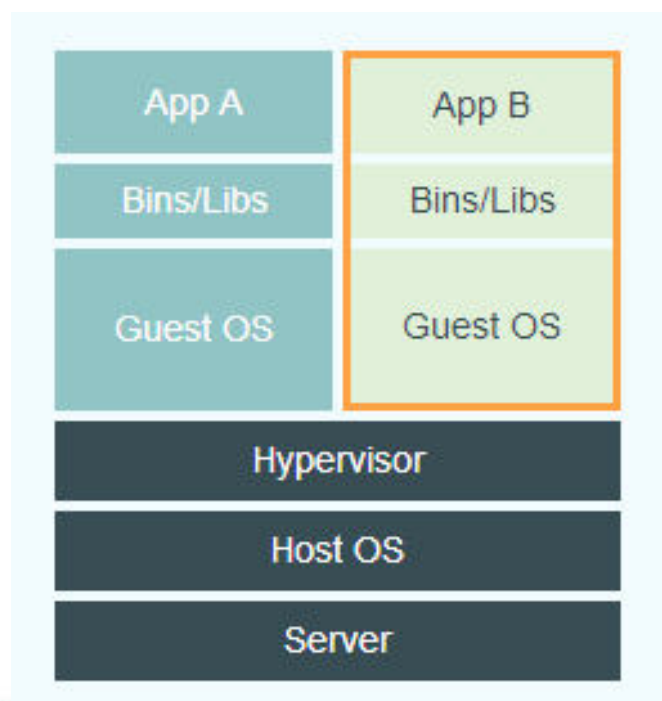 App A
App B
Bins/Libs
Bins/Libs
Guest OS
Guest OS
Hypervisor
Host OS
Server